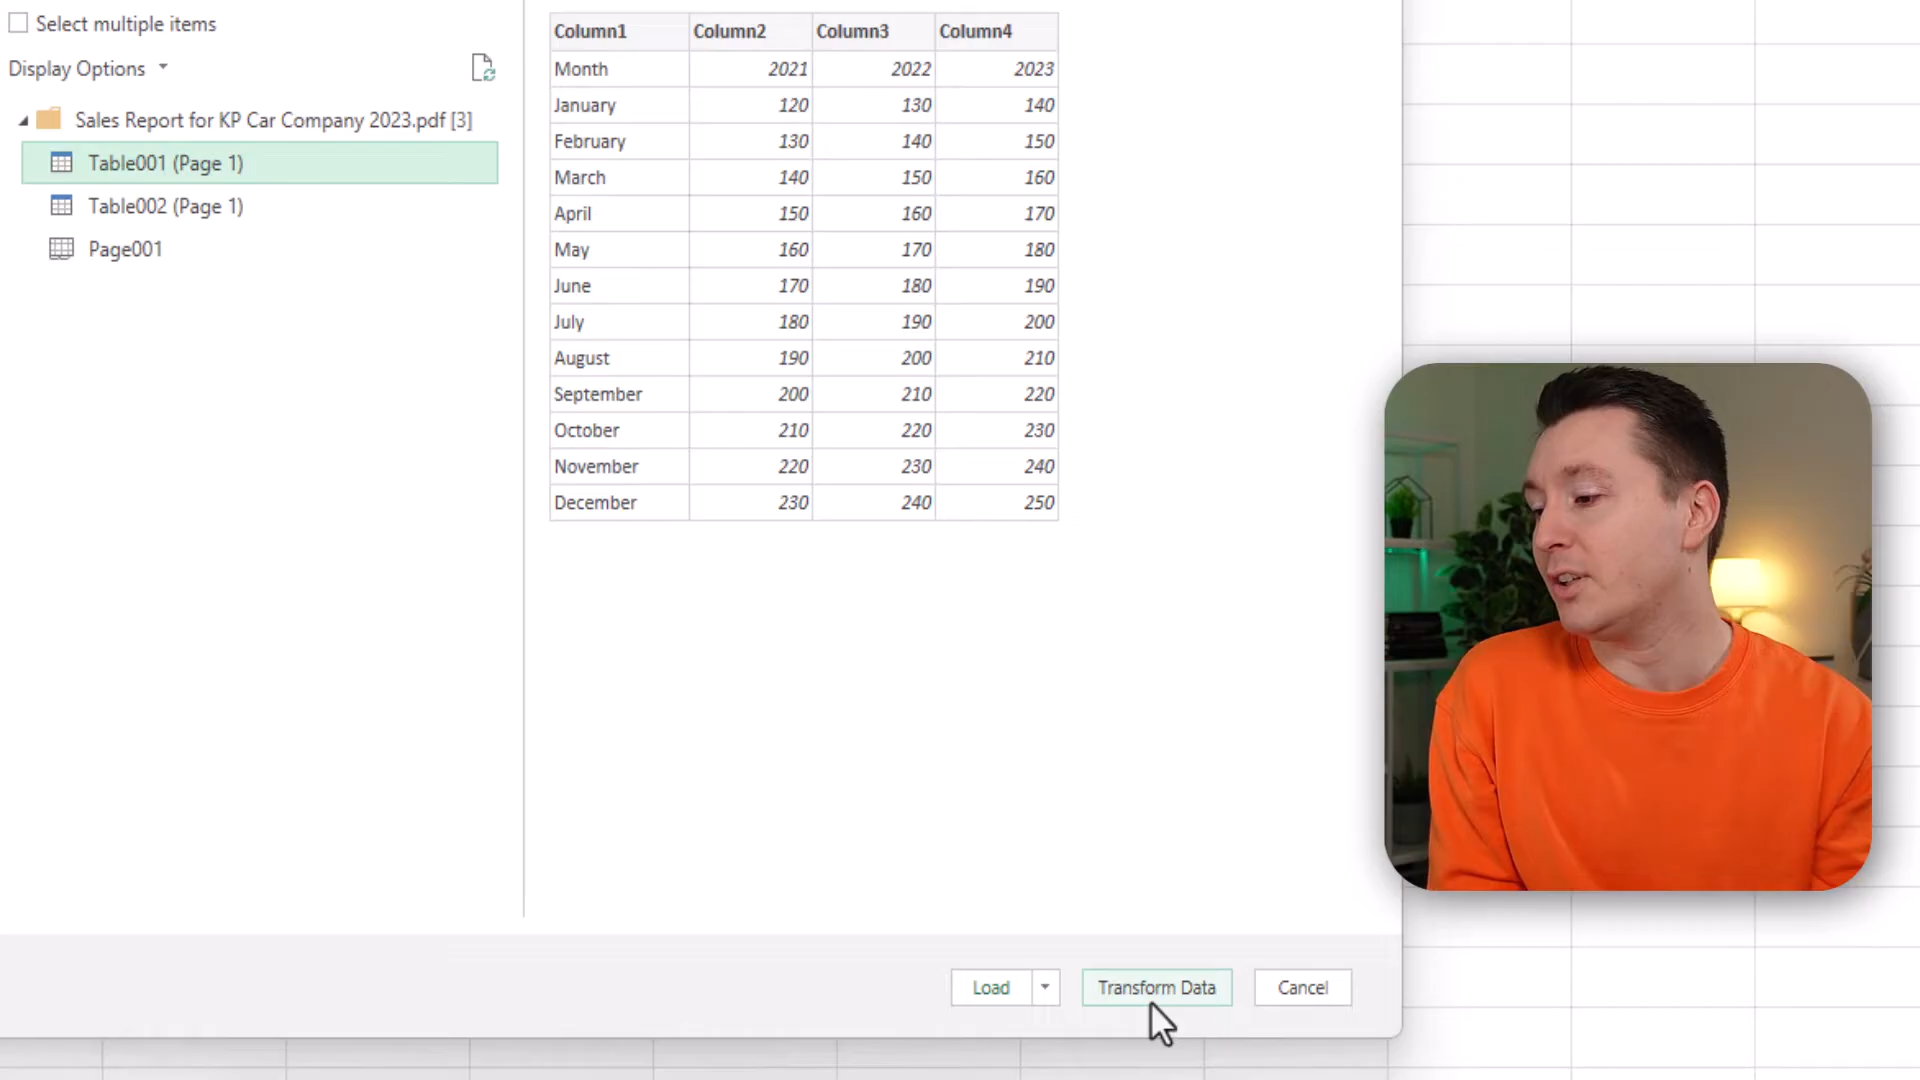 Select multiple items
Display Options
Sales Report for KP Car Company 2023.pdf [3]
Table001 (Page 1)
Table002 (Page 1)
Page001
Column1 Column2 Column3 Column4
Month 2021 2022 2023
January 120 130 140
February 130 140 150
March 140 150 160
April 150 160 170
May 160 170 180
June 170 180 190
July 180 190 200
August 190 200 210
September 200 210 220
October 210 220 230
November 220 230 240
December 230 240 250
Load Transform Data Cancel